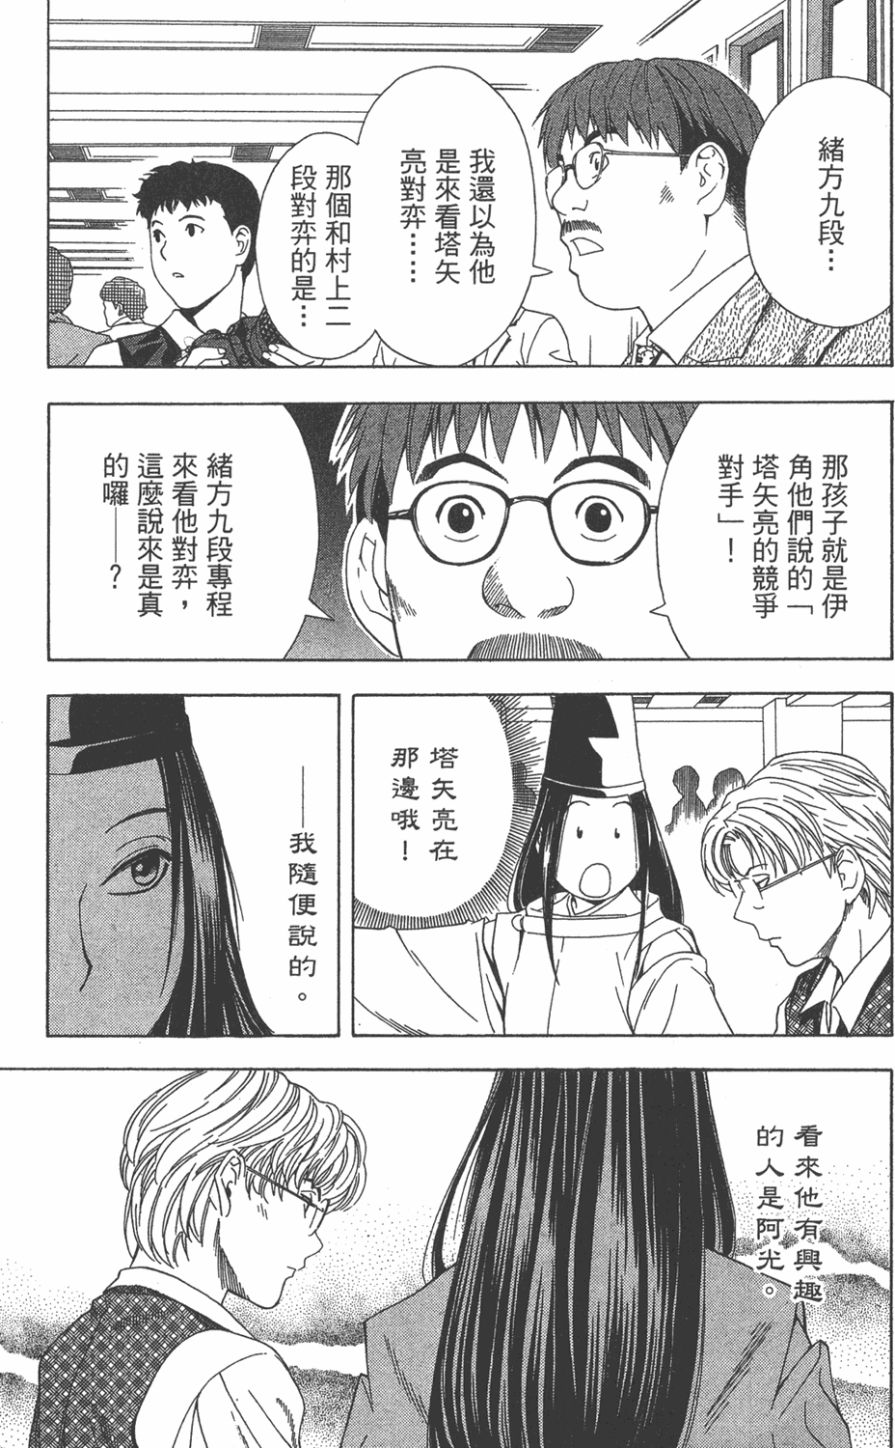 緒方九段…
我還以為他
是來看塔矢
亮對弈……
那個和村上二
段對弈的是…
那孩子就是伊
角他們說的「
塔矢亮的競爭
對手」！
緒方九段專程
來看他對弈，
這麼說來是真
的囉——？
塔矢亮在
那邊哦！
——我隨便說的。
看來他有興趣
的人是阿光。